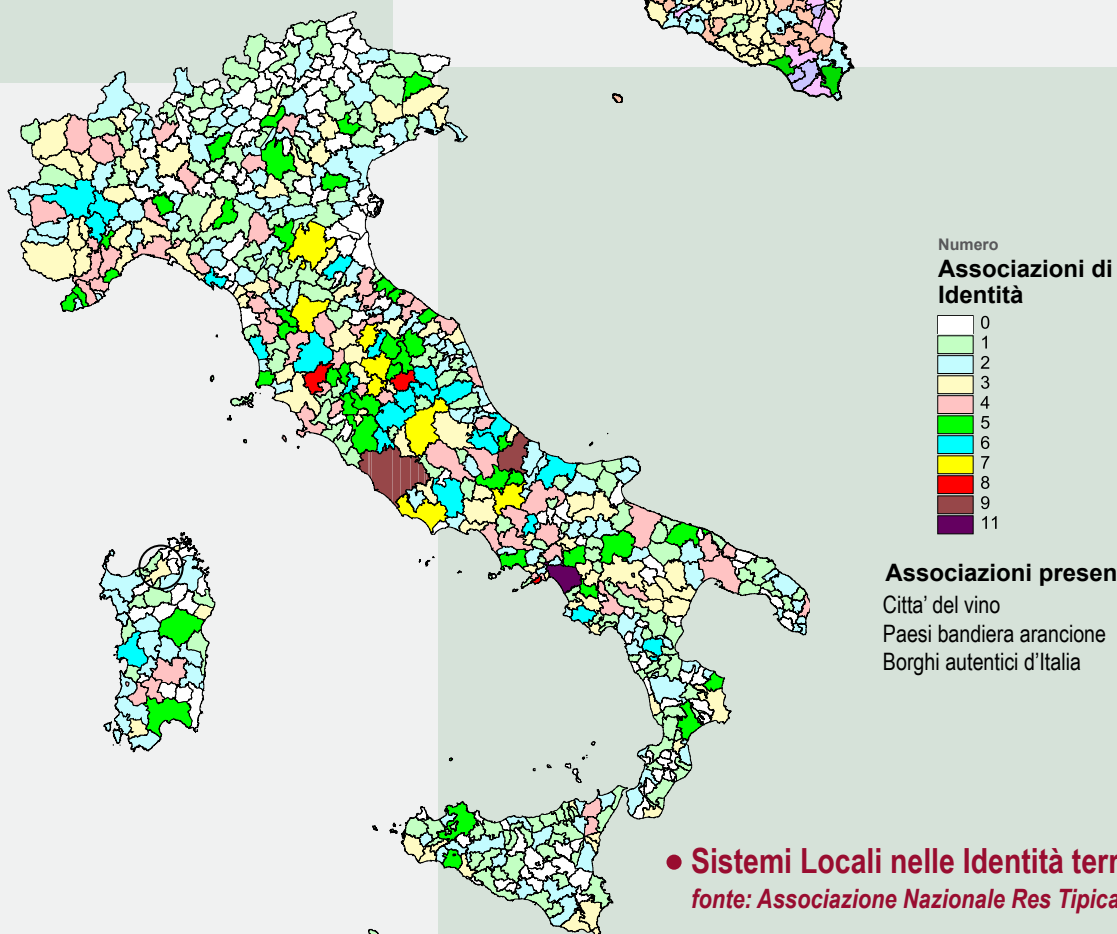 Numero
Associazioni di
Identità
0
1
2
3
4
5
6
7
8
9
11
Associazioni presen
Citta' del vino
Paesi bandiera arancione
Borghi autentici d'Italia
• Sistemi Locali nelle Identità terr
fonte: Associazione Nazionale Res Tipica